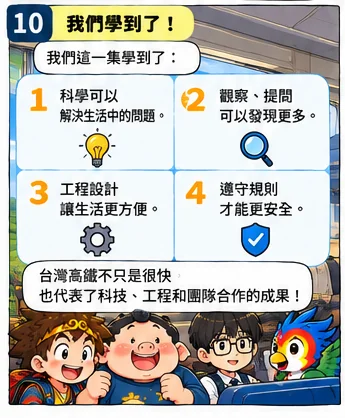 10 我們學到了！
我們這一集學到了：
1 科學可以
解決生活中的問題。
2 觀察、提問
可以發現更多。
3 工程設計
讓生活更方便。
4 遵守規則
才能更安全。
台灣高鐵不只是很快
也代表了科技、工程和團隊合作的成果！